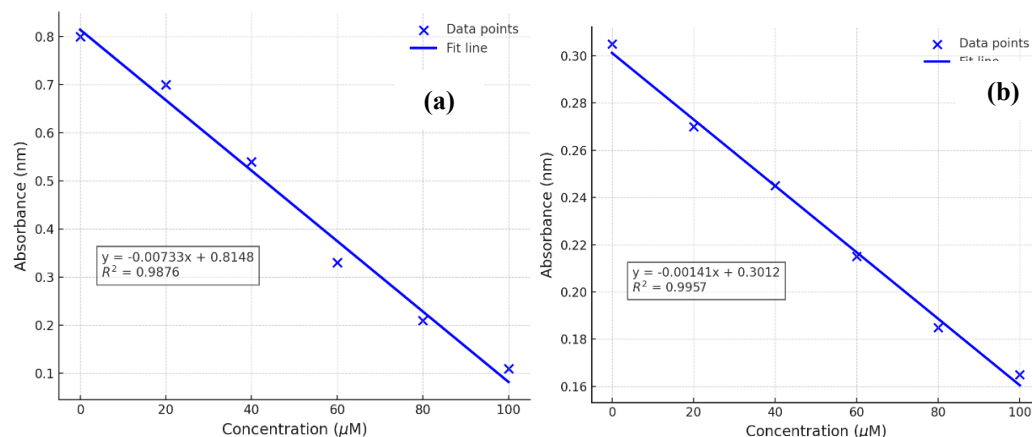 0.8
0.7
0.6
0.5
0.4
0.3
0.2
0.1
Absorbance (nm)
Data points
Fit line
(a)
y = -0.00733x + 0.8148
R² = 0.9876
0 20 40 60 80 100
Concentration (μM)
0.30
0.28
0.26
0.24
0.22
0.20
0.18
0.16
Absorbance (nm)
Data points
Fit line
(b)
y = -0.00141x + 0.3012
R² = 0.9957
0 20 40 60 80 100
Concentration (μM)